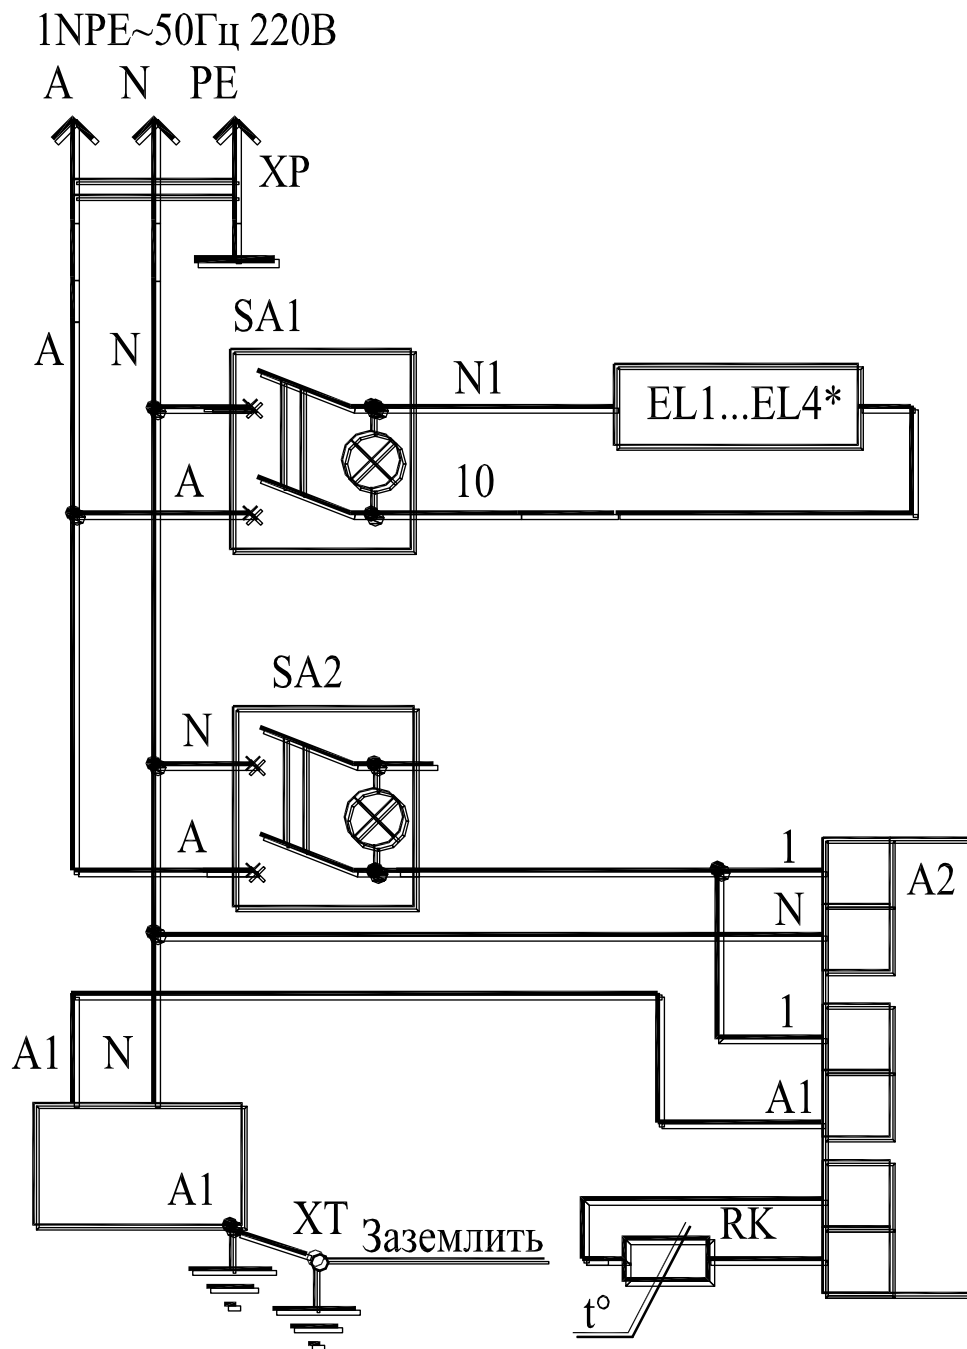 1NPE~50Гц 220В
A N PE
XP
SA1
A N
N1
EL1...EL4*
A
10
SA2
N
A
1
A2
N
1
A1 N
A1
A1
XT
Заземлить
RK
t°